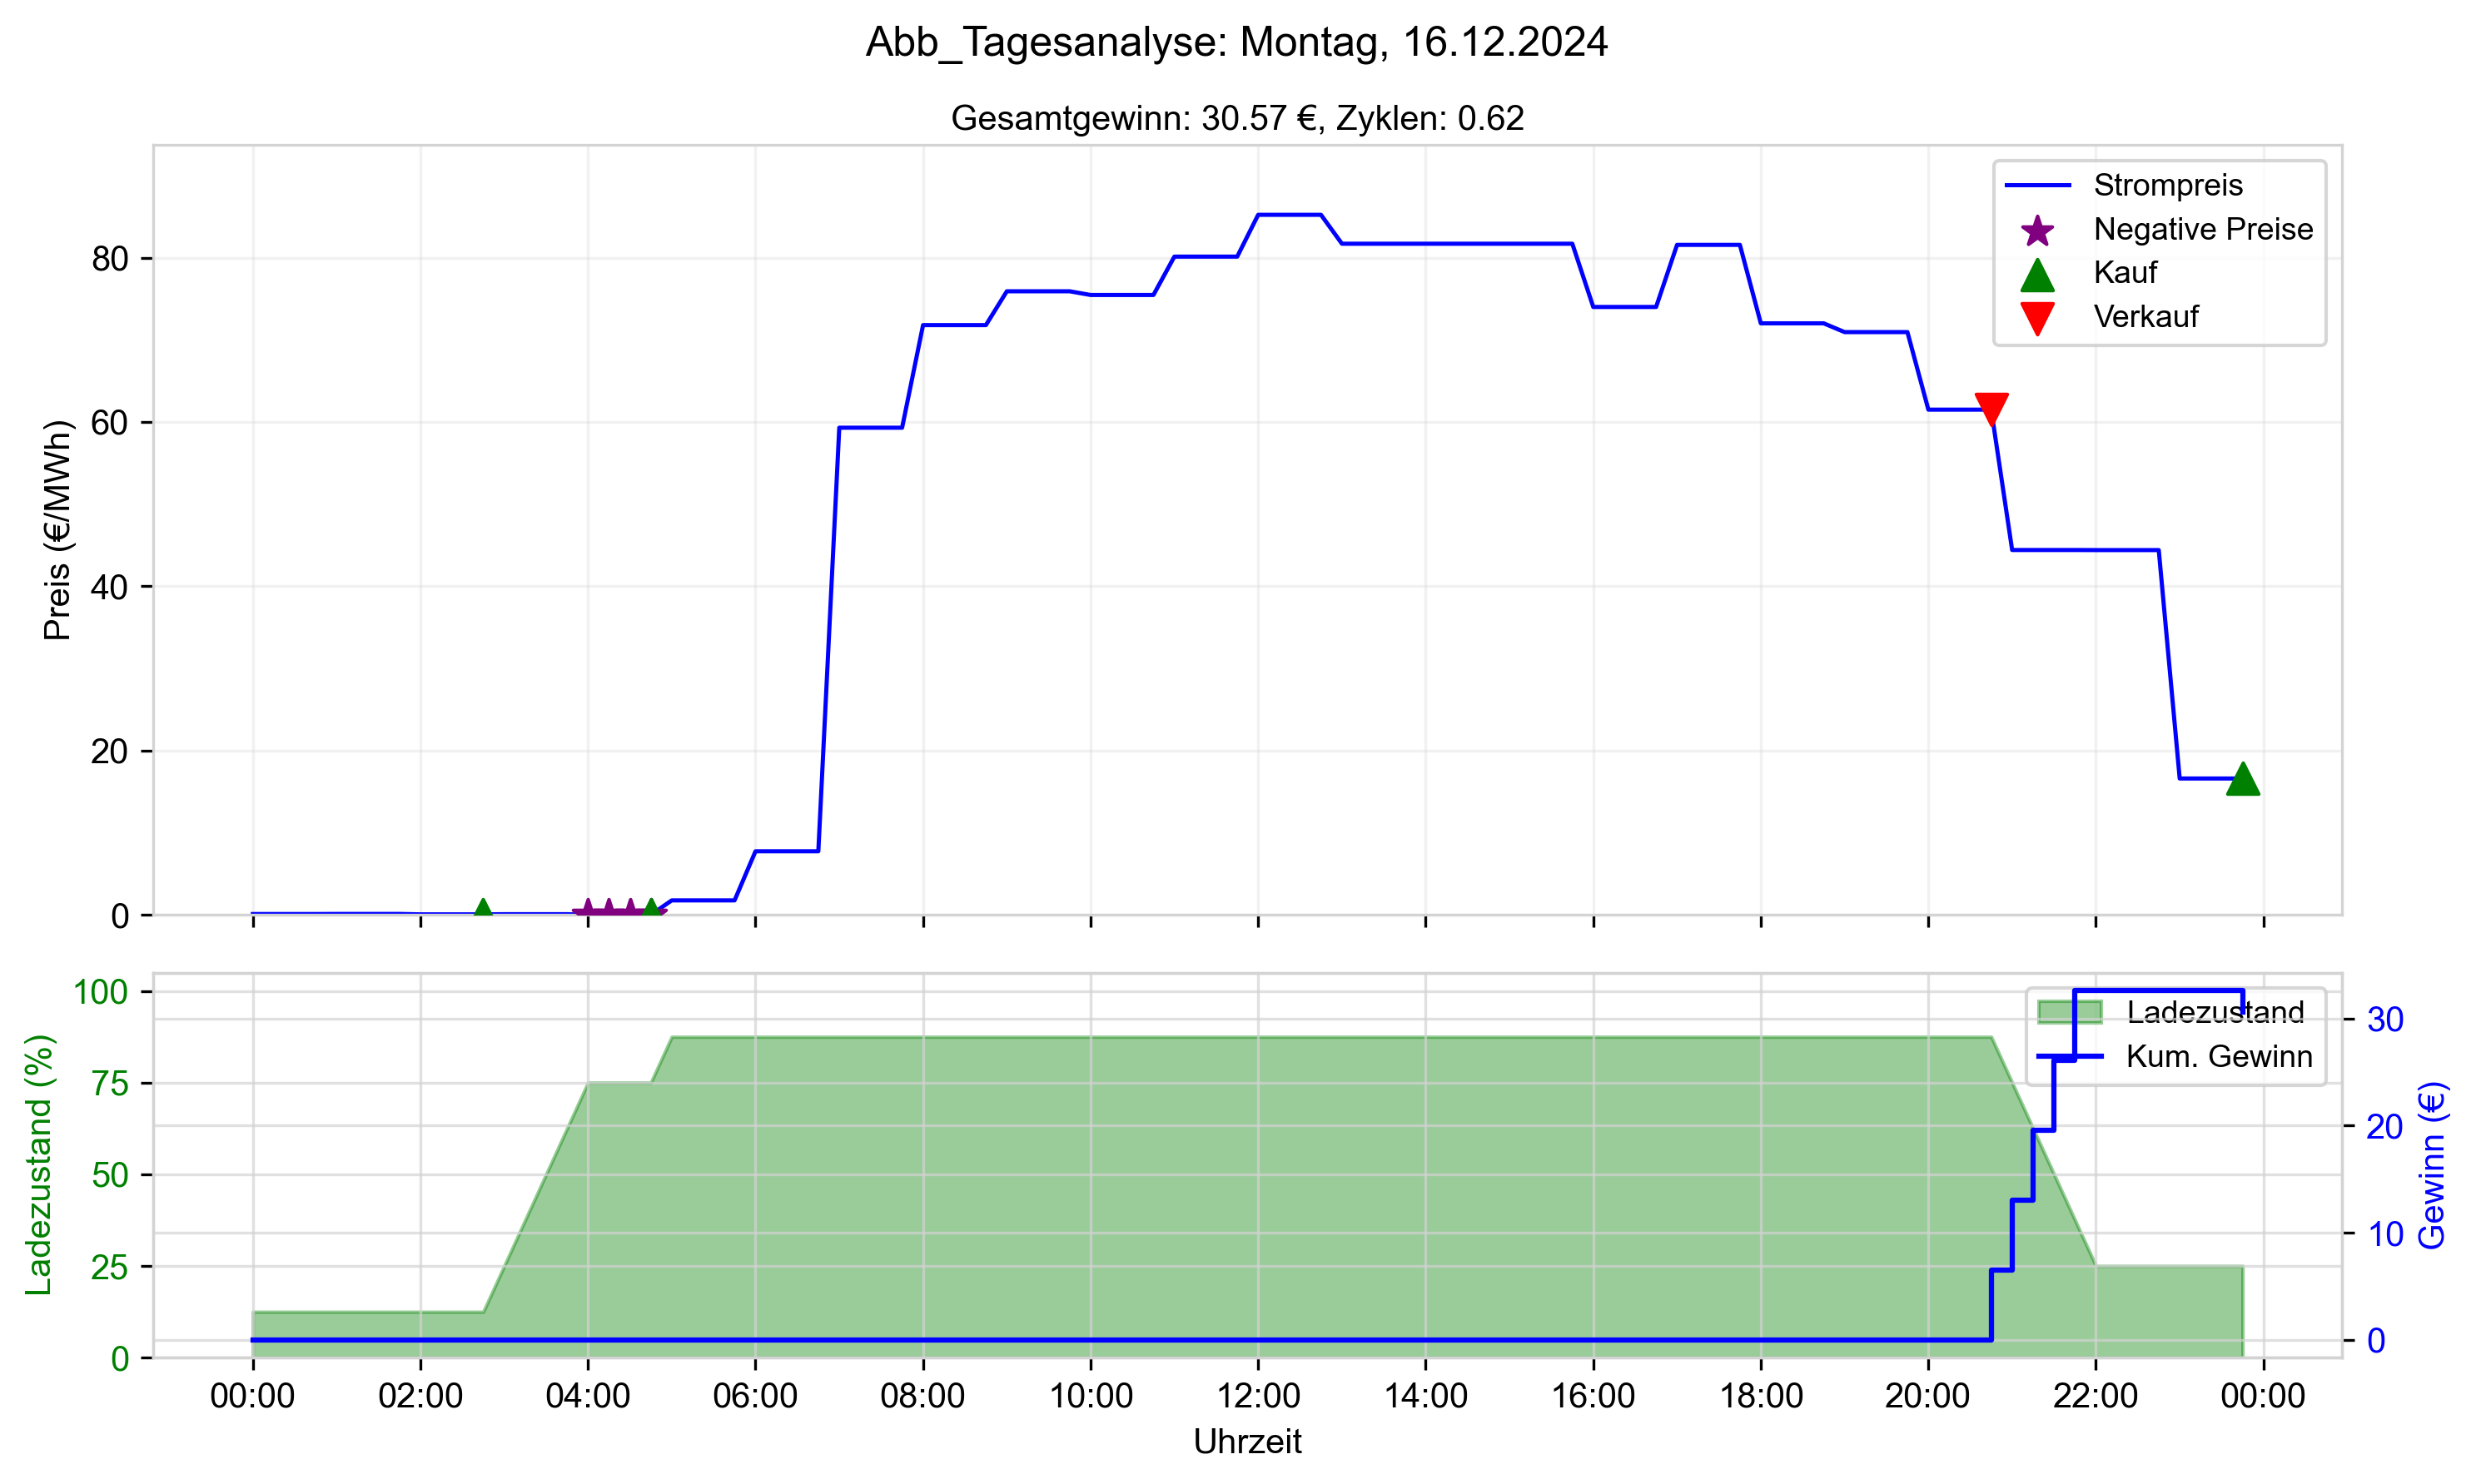 Abb_Tagesanalyse: Montag, 16.12.2024
Gesamtgewinn: 30.57 €, Zyklen: 0.62
Strompreis
Negative Preise
Kauf
Verkauf
Preis (€/MWh)
80
60
40
20
0
Ladezustand
Kum. Gewinn
Ladezustand (%)
100
75
50
25
0
30
20
10
0
Gewinn (€)
00:00 02:00 04:00 06:00 08:00 10:00 12:00 14:00 16:00 18:00 20:00 22:00 00:00
Uhrzeit